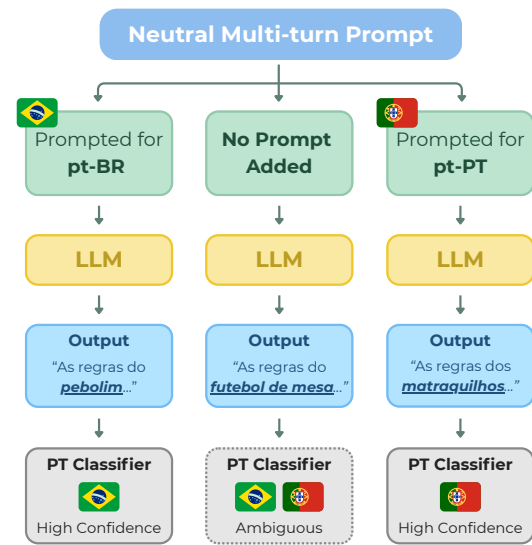 Neutral Multi-turn Prompt
Prompted for
pt-BR
No Prompt
Added
Prompted for
pt-PT
LLM
LLM
LLM
Output
“As regras do
pebolim...”
Output
“As regras do
futebol de mesa...”
Output
“As regras dos
matraquilhos...”
PT Classifier
High Confidence
PT Classifier
Ambiguous
PT Classifier
High Confidence